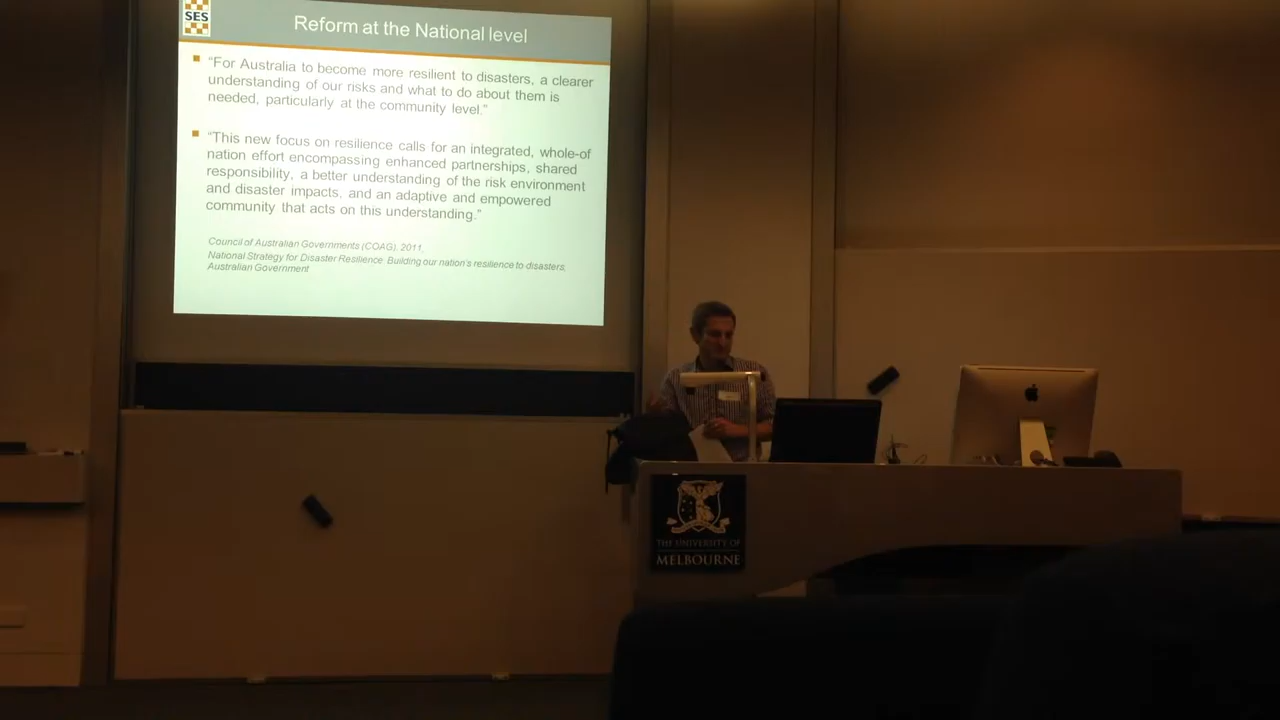 SES
Reform at the National level
“For Australia to become more resilient to disasters, a clearer
understanding of our risks and what to do about them is
needed, particularly at the community level.”
“This new focus on resilience calls for an integrated, whole-of
nation effort encompassing enhanced partnerships, shared
responsibility, a better understanding of the risk environment
and disaster impacts, and an adaptive and empowered
community that acts on this understanding.”
Council of Australian Governments (COAG), 2011,
National Strategy for Disaster Resilience Building our nation's resilience to disasters,
Australian Government
THE UNIVERSITY OF
MELBOURNE